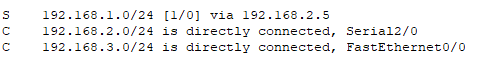 S    192.168.1.0/24 [1/0] via 192.168.2.5
C    192.168.2.0/24 is directly connected, Serial2/0
C    192.168.3.0/24 is directly connected, FastEthernet0/0